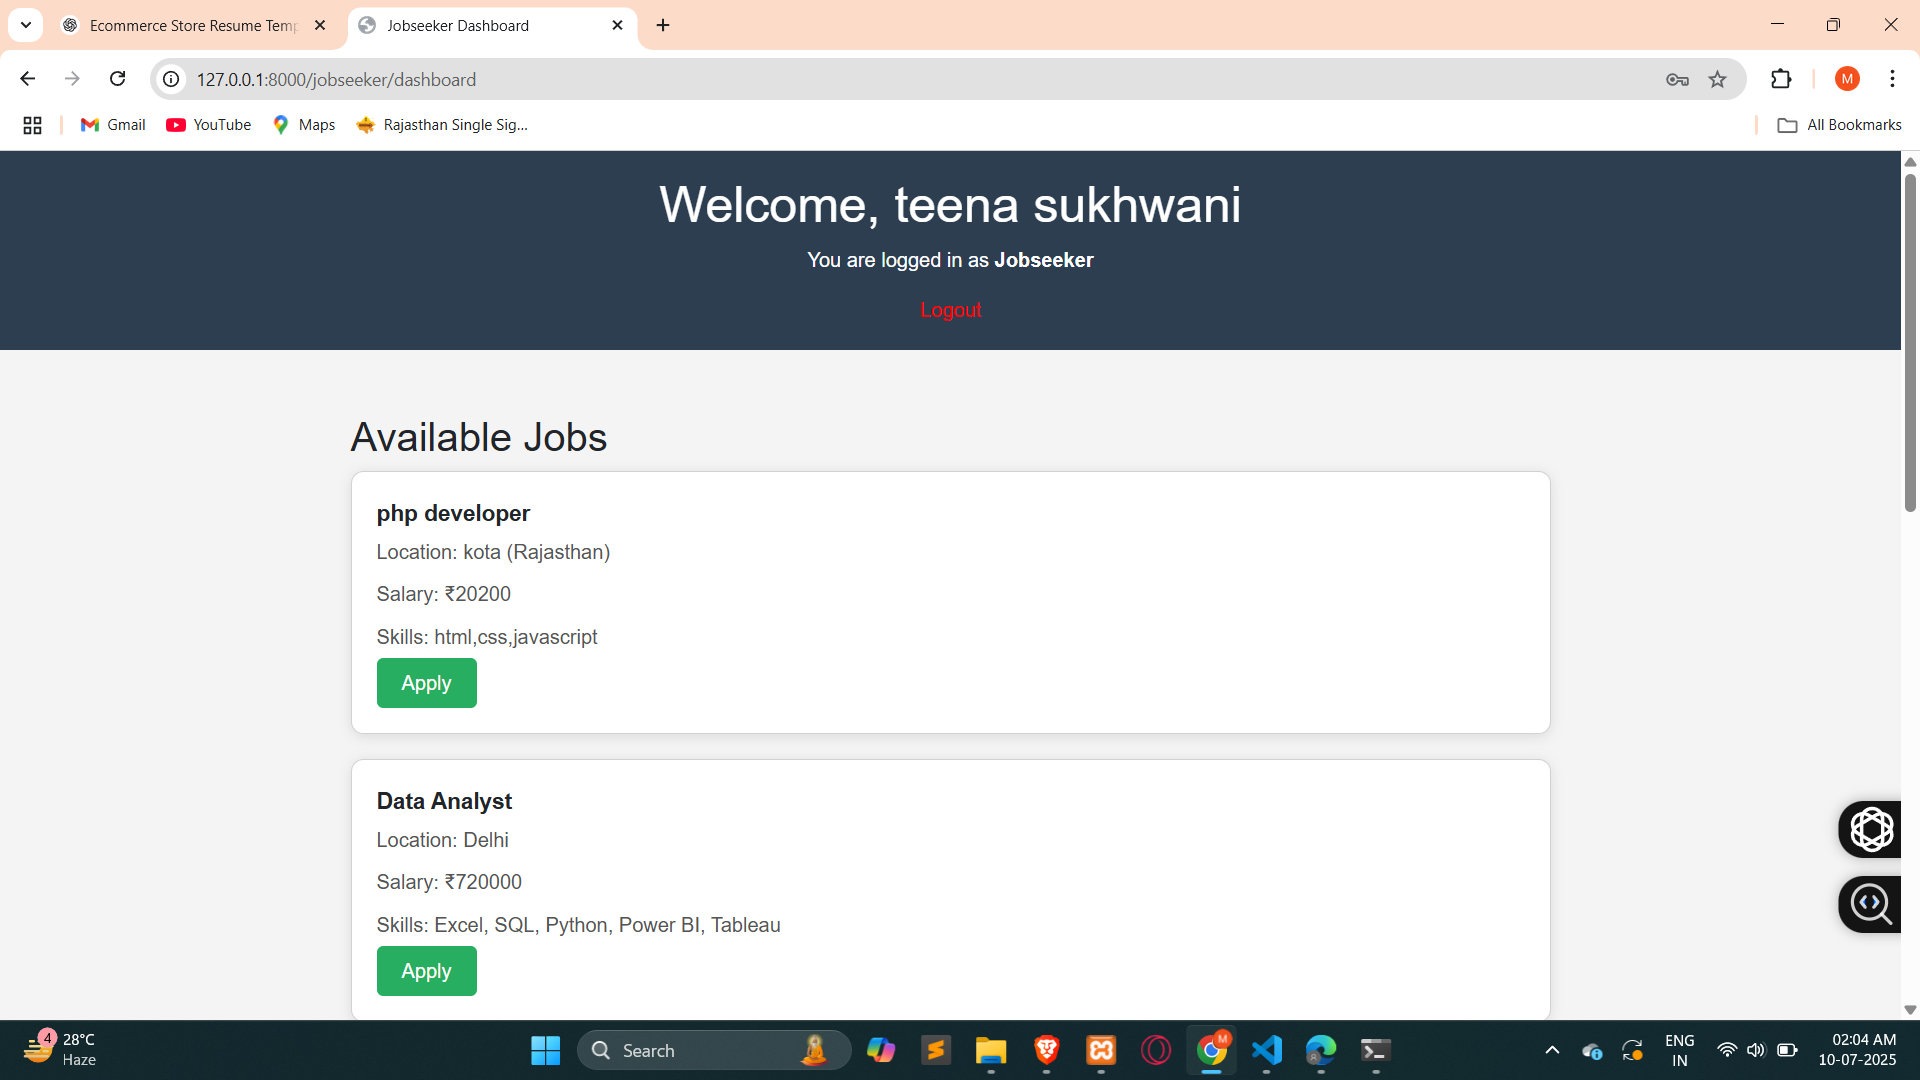 Ecommerce Store Resume Temp
Jobseeker Dashboard
127.0.0.1:8000/jobseeker/dashboard
M
Gmail
YouTube
Maps
Rajasthan Single Sig...
All Bookmarks
Welcome, teena sukhwani
You are logged in as Jobseeker
Logout
Available Jobs
php developer
Location: kota (Rajasthan)
Salary: ₹20200
Skills: html,css,javascript
Apply
Data Analyst
Location: Delhi
Salary: ₹720000
Skills: Excel, SQL, Python, Power BI, Tableau
Apply
4
28°C
Haze
Search
M
ENG
IN
02:04 AM
10-07-2025